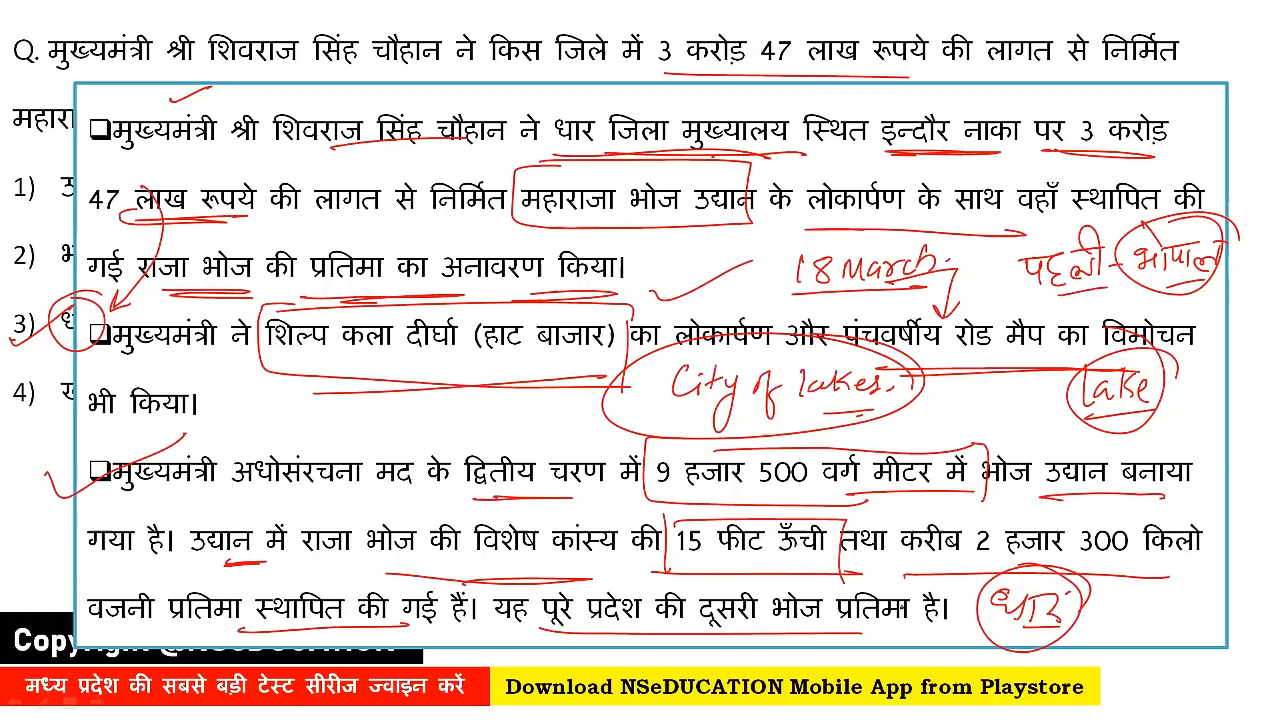 Q. मुख्यमंत्री श्री शिवराज सिंह चौहान ने किस जिले में 3 करोड़ 47 लाख रूपये की लागत से निर्मित
महारा
❑मुख्यमंत्री श्री शिवराज सिंह चौहान ने धार जिला मुख्यालय स्थित इन्दौर नाका पर 3 करोड़
1)
47 लाख रूपये की लागत से निर्मित महाराजा भोज उद्यान के लोकार्पण के साथ वहाँ स्थापित की
2)
गई राजा भोज की प्रतिमा का अनावरण किया।
18 March.
पहली - भोपाल
3)
❑मुख्यमंत्री ने शिल्प कला दीर्घा (हाट बाजार) का लोकार्पण और पंचवर्षीय रोड मैप का विमोचन
4)
भी किया।
City of lakes.
Lake
❑मुख्यमंत्री अधोसंरचना मद के द्वितीय चरण में 9 हजार 500 वर्ग मीटर में भोज उद्यान बनाया
गया है। उद्यान में राजा भोज की विशेष कांस्य की 15 फीट ऊँची तथा करीब 2 हजार 300 किलो
वजनी प्रतिमा स्थापित की गई हैं। यह पूरे प्रदेश की दूसरी भोज प्रतिमा है।
धार
Copyright @NSeDUCATION
मध्य प्रदेश की सबसे बड़ी टेस्ट सीरीज ज्वाइन करें
Download NSeDUCATION Mobile App from Playstore